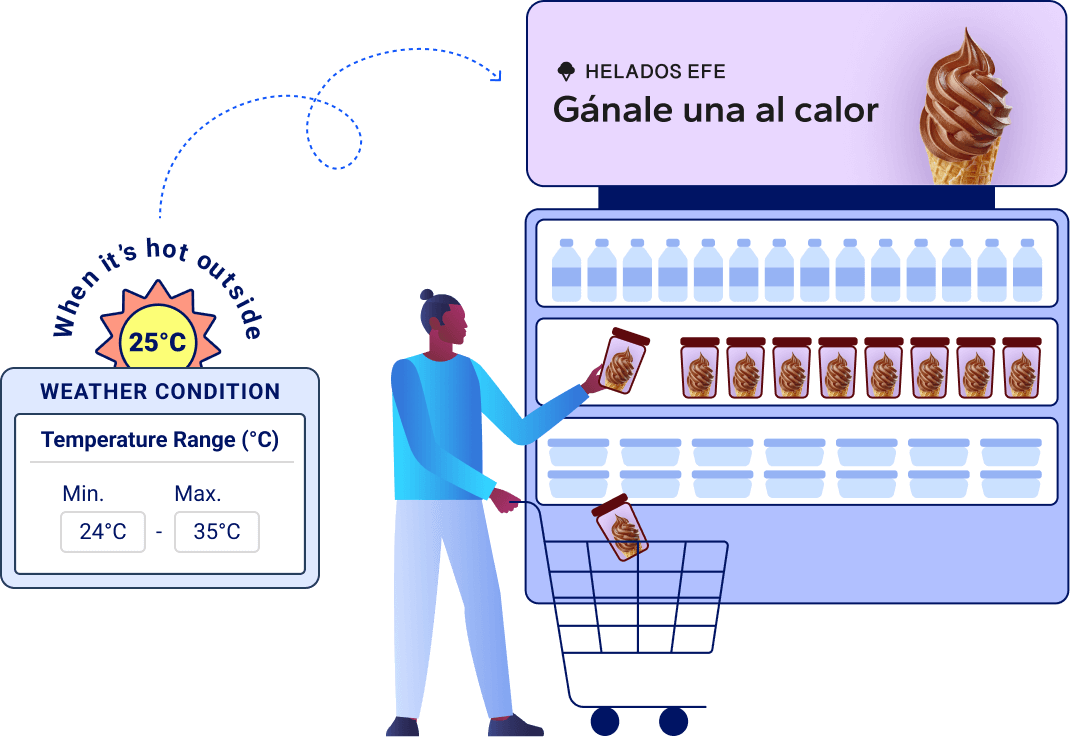 HELADOS EFE
Gánale una al calor
When it's hot outside
25°C
WEATHER CONDITION
Temperature Range (°C)
Min. Max.
24°C - 35°C